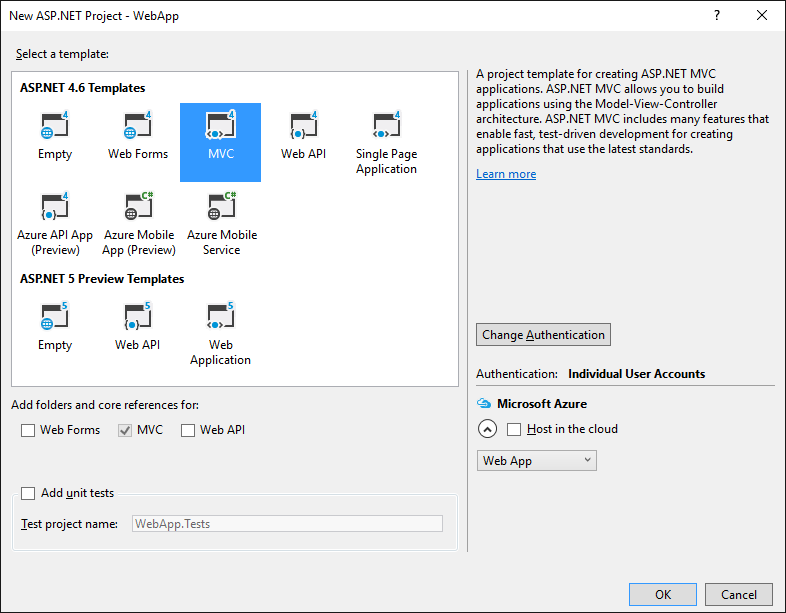 New ASP.NET Project - WebApp
?
Select a template:
ASP.NET 4.6 Templates
4 4 4 4 4
Empty Web Forms MVC Web API Single Page
Application
4 C# C#
Azure API App Azure Mobile Azure Mobile
(Preview) App (Preview) Service
ASP.NET 5 Preview Templates
5 5 5
Empty Web API Web
Application
A project template for creating ASP.NET MVC
applications. ASP.NET MVC allows you to build
applications using the Model-View-Controller
architecture. ASP.NET MVC includes many features that
enable fast, test-driven development for creating
applications that use the latest standards.
Learn more
Change Authentication
Authentication: Individual User Accounts
Microsoft Azure
Host in the cloud
Web App
Add folders and core references for:
Web Forms MVC Web API
Add unit tests
Test project name: WebApp.Tests
OK Cancel